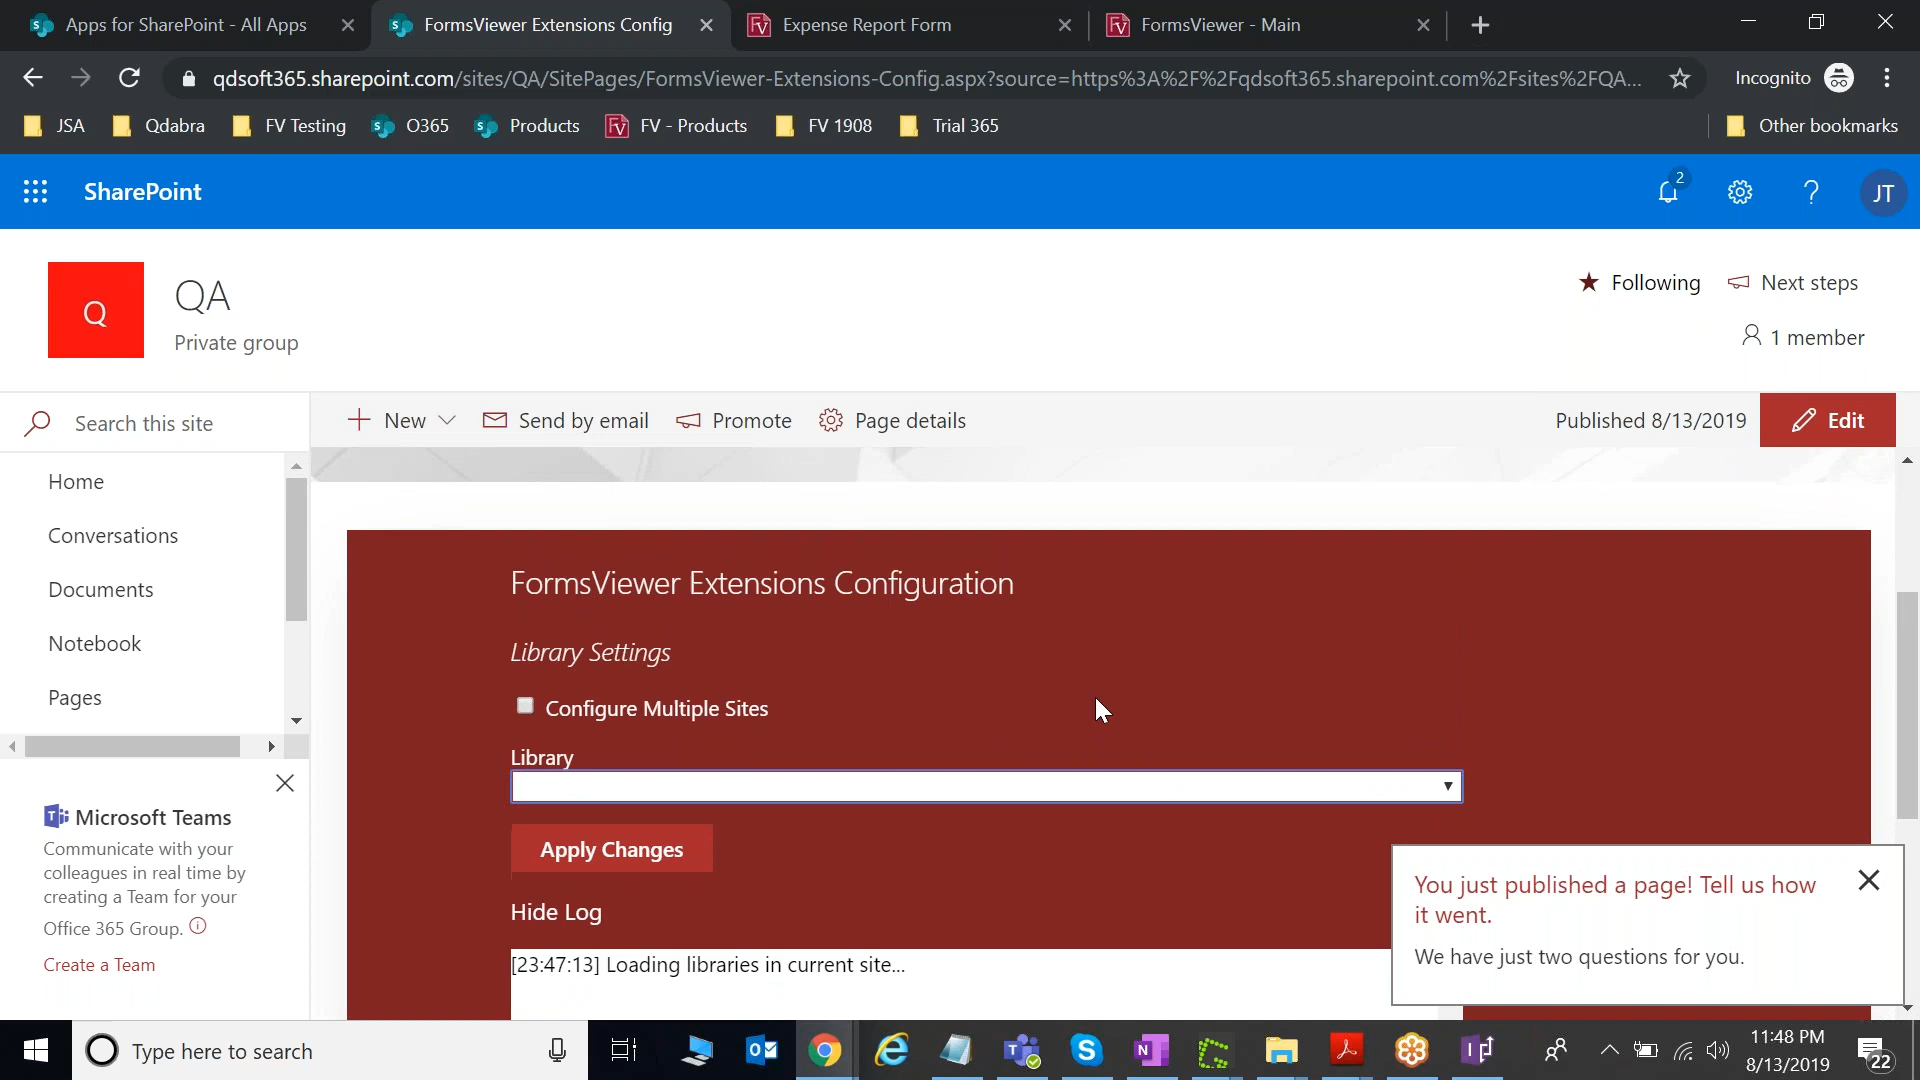 Apps for SharePoint - All Apps
FormsViewer Extensions Config
Expense Report Form
FormsViewer - Main
qdsoft365.sharepoint.com/sites/QA/SitePages/FormsViewer-Extensions-Config.aspx?source=https%3A%2F%2Fqdsoft365.sharepoint.com%2Fsites%2FQA...
Incognito
JSA
Qdabra
FV Testing
O365
Products
FV - Products
FV 1908
Trial 365
Other bookmarks
SharePoint
2
JT
Q
QA
Private group
Following
Next steps
1 member
Search this site
New
Send by email
Promote
Page details
Published 8/13/2019
Edit
Home
Conversations
Documents
Notebook
Pages
Microsoft Teams
Communicate with your
colleagues in real time by
creating a Team for your
Office 365 Group.
Create a Team
FormsViewer Extensions Configuration
Library Settings
Configure Multiple Sites
Library
Apply Changes
Hide Log
[23:47:13] Loading libraries in current site...
You just published a page! Tell us how
it went.
We have just two questions for you.
Type here to search
11:48 PM
8/13/2019
22